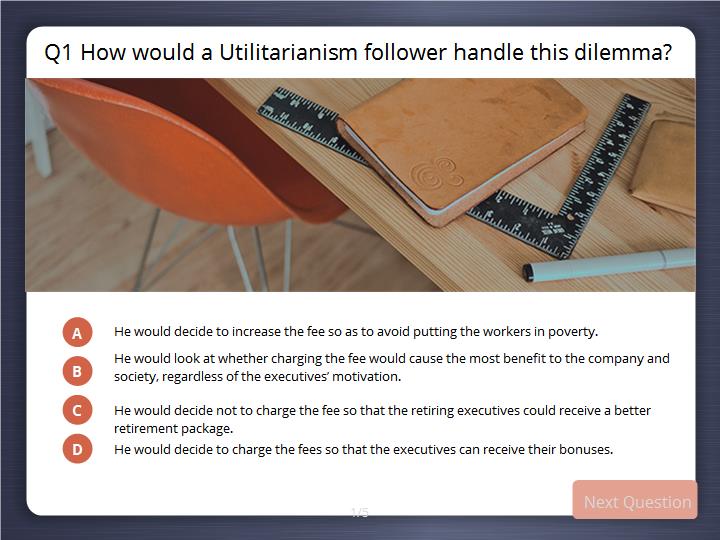 Q1 How would a Utilitarianism follower handle this dilemma?
A
He would decide to increase the fee so as to avoid putting the workers in poverty.
B
He would look at whether charging the fee would cause the most benefit to the company and
society, regardless of the executives' motivation.
C
He would decide not to charge the fee so that the retiring executives could receive a better
retirement package.
D
He would decide to charge the fees so that the executives can receive their bonuses.
1/5
Next Question